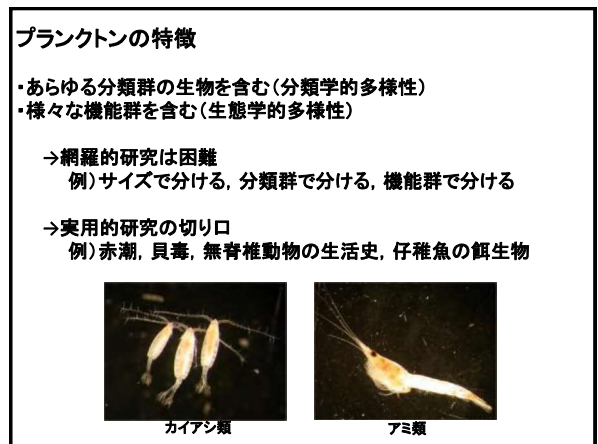 プランクトンの特徴
・あらゆる分類群の生物を含む（分類学的多様性）
・様々な機能群を含む（生態学的多様性）
→網羅的研究は困難
例）サイズで分ける，分類群で分ける，機能群で分ける
→実用的研究の切り口
例）赤潮，貝毒，無脊椎動物の生活史，仔稚魚の餌生物
カイアシ類
アミ類